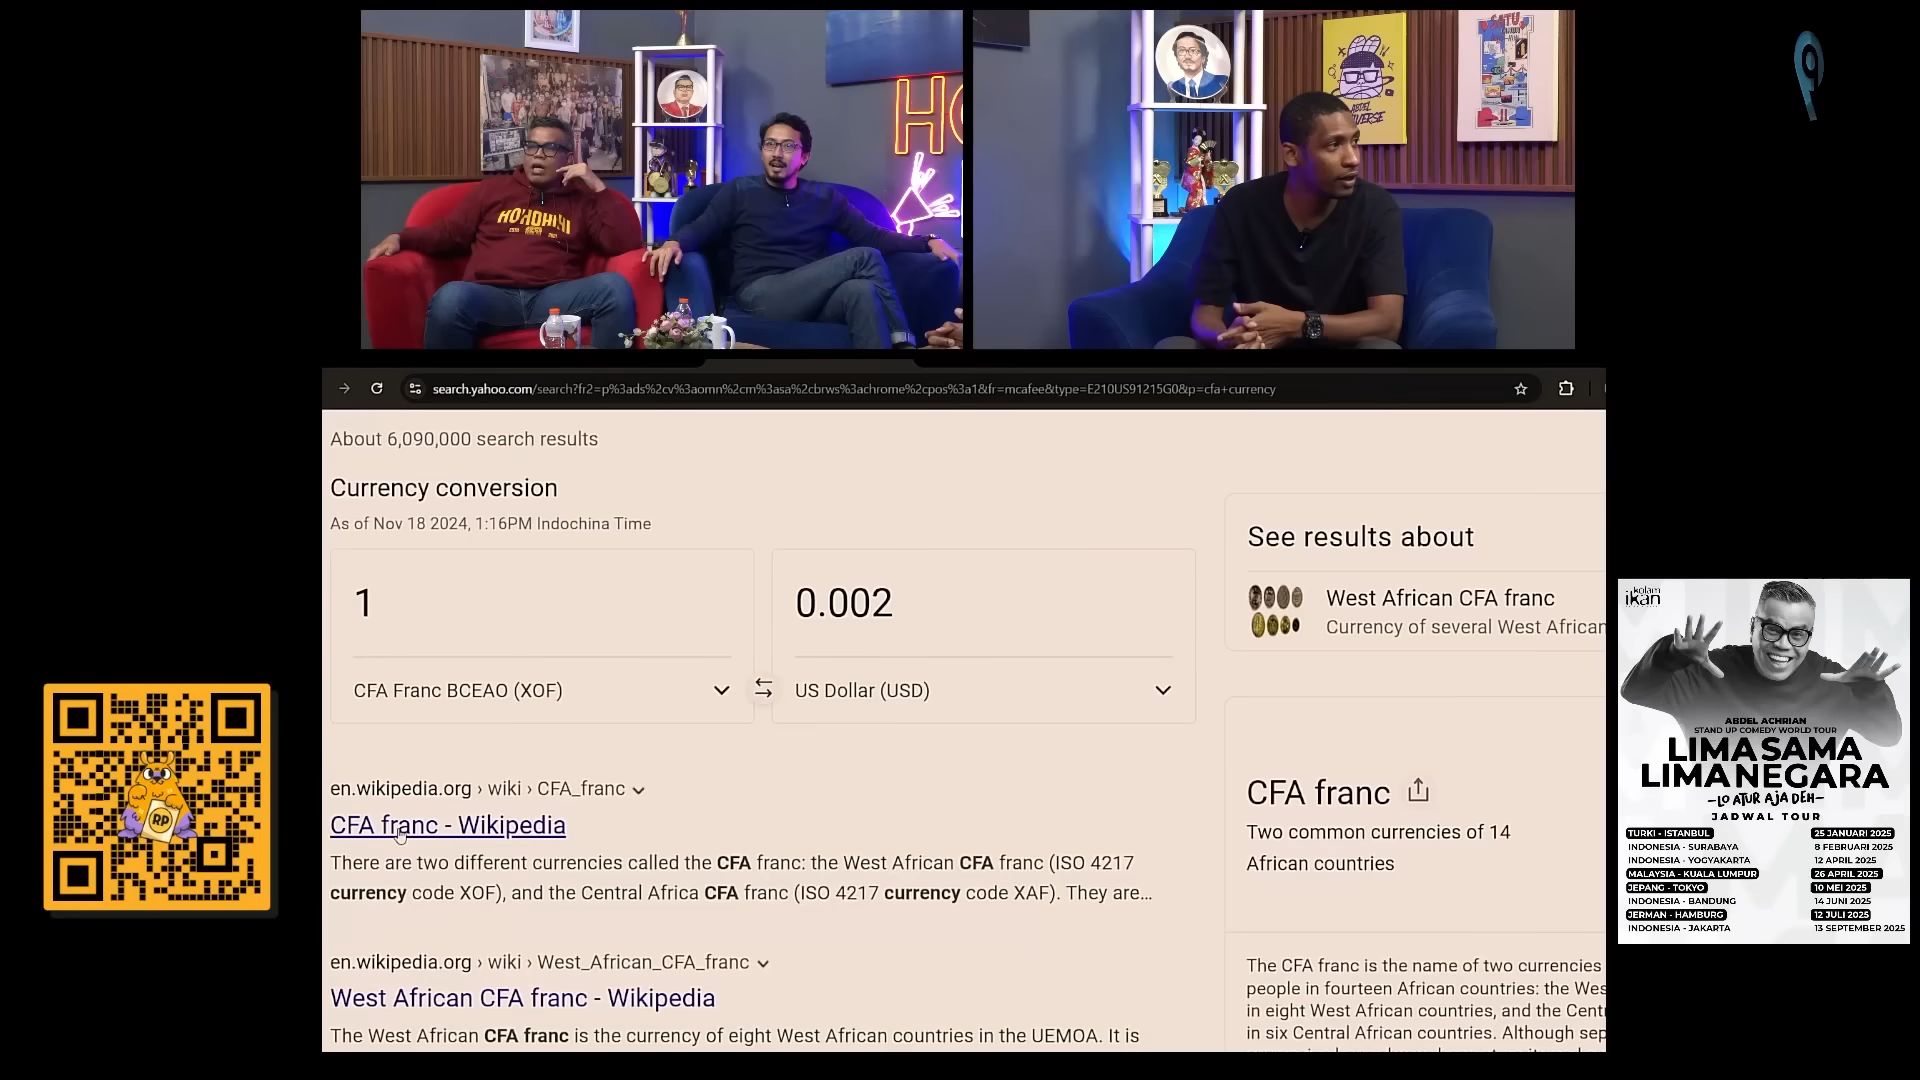 HOHOHIHI
ABDEL
VERSE
SATU
search.yahoo.com/search?fr2=p%3ads%2cv%3aomn%2cm%3asa%2cbrws%3achrome%2cpos%3a1&fr=mcafee&type=E210US91215G0&p=cfa+currency
About 6,090,000 search results
Currency conversion
As of Nov 18 2024, 1:16PM Indochina Time
1
0.002
CFA Franc BCEAO (XOF)
US Dollar (USD)
en.wikipedia.org › wiki › CFA_franc
CFA franc - Wikipedia
There are two different currencies called the CFA franc: the West African CFA franc (ISO 4217
currency code XOF), and the Central Africa CFA franc (ISO 4217 currency code XAF). They are...
en.wikipedia.org › wiki › West_African_CFA_franc
West African CFA franc - Wikipedia
The West African CFA franc is the currency of eight West African countries in the UEMOA. It is
See results about
West African CFA franc
Currency of several West African
CFA franc
Two common currencies of 14
African countries
The CFA franc is the name of two currencies
people in fourteen African countries: the Wes
in eight West African countries, and the Cent
in six Central African countries. Although sep
RP
kolam
ikan
ABDEL ACHRIAN
STAND UP COMEDY WORLD TOUR
LIMA SAMA
LIMA NEGARA
-LO ATUR AJA DEH-
JADWAL TOUR
TURKI - ISTANBUL 25 JANUARI 2025
INDONESIA - SURABAYA 8 FEBRUARI 2025
INDONESIA - YOGYAKARTA 12 APRIL 2025
MALAYSIA - KUALA LUMPUR 26 APRIL 2025
JEPANG - TOKYO 10 MEI 2025
INDONESIA - BANDUNG 14 JUNI 2025
JERMAN - HAMBURG 12 JULI 2025
INDONESIA - JAKARTA 13 SEPTEMBER 2025